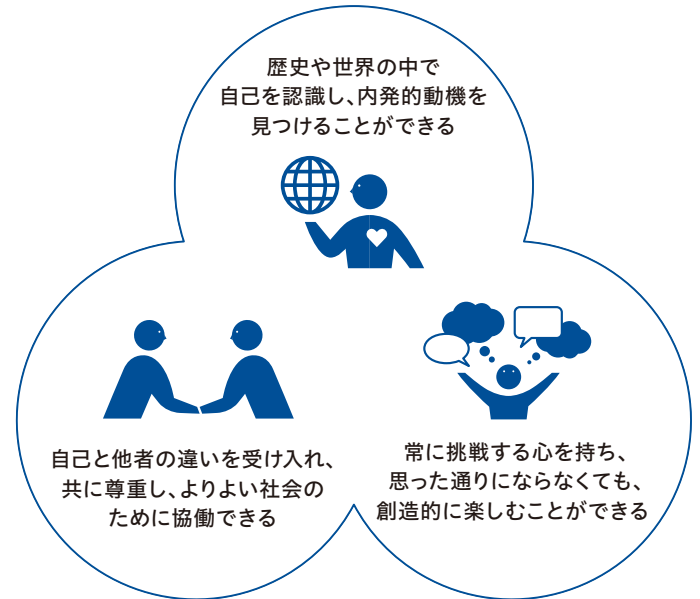 歴史や世界の中で
自己を認識し、内発的動機を
見つけることができる
自己と他者の違いを受け入れ、
共に尊重し、よりよい社会の
ために協働できる
常に挑戦する心を持ち、
思った通りにならなくても、
創造的に楽しむことができる